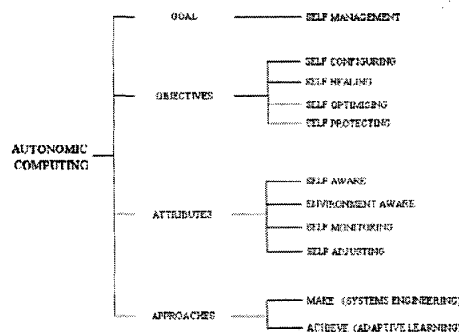 GOAL
SELF MANAGEMENT
SELF CONFIGURING
SELF HEALING
OBJECTIVES
SELF OPTIMISING
SELF PROTECTING
AUTONOMIC
COMPUTING
SELF AWARE
ENVIRONMENT AWARE
ATTRIBUTES
SELF MONITORING
SELF ADJUSTING
MAKE (SYSTEMS ENGINEERING)
APPROACHES
ACHIEVE (ADAPTIVE LEARNING)